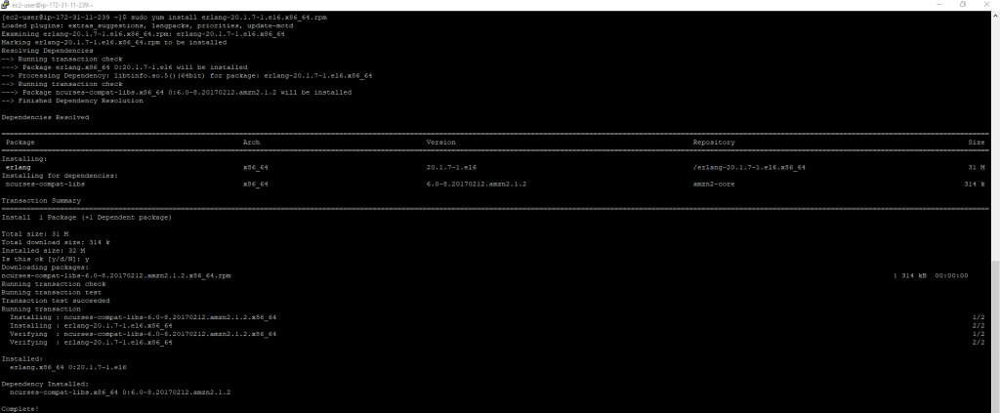 ec2-user@ip-172-31-11-239:~
[ec2-user@ip-172-31-11-239 ~]$ sudo yum install erlang-20.1.7-1.el6.x86_64.rpm
Loaded plugins: extras_suggestions, langpacks, priorities, update-motd
Examining erlang-20.1.7-1.el6.x86_64.rpm: erlang-20.1.7-1.el6.x86_64
Marking erlang-20.1.7-1.el6.x86_64.rpm to be installed
Resolving Dependencies
--> Running transaction check
---> Package erlang.x86_64 0:20.1.7-1.el6 will be installed
--> Processing Dependency: libtinfo.so.5()(64bit) for package: erlang-20.1.7-1.el6.x86_64
--> Running transaction check
---> Package ncurses-compat-libs.x86_64 0:6.0-8.20170212.amzn2.1.2 will be installed
--> Finished Dependency Resolution
Dependencies Resolved
Package Arch Version Repository Size
Installing:
erlang x86_64 20.1.7-1.el6 /erlang-20.1.7-1.el6.x86_64 31 M
Installing for dependencies:
ncurses-compat-libs x86_64 6.0-8.20170212.amzn2.1.2 amzn2-core 314 k
Transaction Summary
Install 1 Package (+1 Dependent package)
Total size: 31 M
Total download size: 314 k
Installed size: 32 M
Is this ok [y/d/N]: y
Downloading packages:
ncurses-compat-libs-6.0-8.20170212.amzn2.1.2.x86_64.rpm | 314 kB 00:00:00
Running transaction check
Running transaction test
Transaction test succeeded
Running transaction
Installing : ncurses-compat-libs-6.0-8.20170212.amzn2.1.2.x86_64 1/2
Installing : erlang-20.1.7-1.el6.x86_64 2/2
Verifying : ncurses-compat-libs-6.0-8.20170212.amzn2.1.2.x86_64 1/2
Verifying : erlang-20.1.7-1.el6.x86_64 2/2
Installed:
erlang.x86_64 0:20.1.7-1.el6
Dependency Installed:
ncurses-compat-libs.x86_64 0:6.0-8.20170212.amzn2.1.2
Complete!